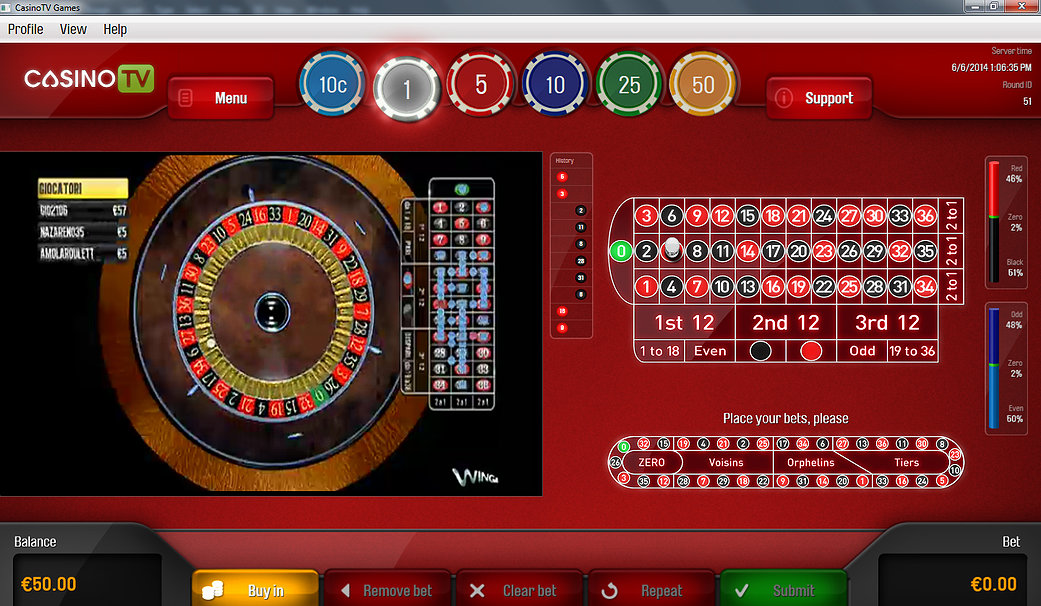 CasinoTV Games
Profile View Help
CASINO TV
Menu
10c 1 5 10 25 50
Support
Server time
6/6/2014 1:06:35 PM
Round ID
51
GIOCATORI
GIO2106 €57
NAZARENO35 €5
AMOLAROULETT €5
WINGA
History
5
3
2
11
8
28
31
8
3 6 9 12 15 18 21 24 27 30 33 36 2 to 1
0 2 8 11 14 17 20 23 26 29 32 35 2 to 1
1 4 7 10 13 16 19 22 25 28 31 34 2 to 1
1st 12 2nd 12 3rd 12
1 to 18 Even Odd 19 to 36
Red
46%
Zero
2%
Black
51%
Odd
48%
Zero
2%
Even
50%
Place your bets, please
0 32 15 19 4 21 2 25 17 34 6 27 13 36 11 30 8
26 ZERO Voisins Orphelins Tiers 23 10
3 35 12 28 7 29 18 22 9 31 14 20 1 33 16 24 5
Balance
€50.00
Buy in
Remove bet
Clear bet
Repeat
Submit
Bet
€0.00